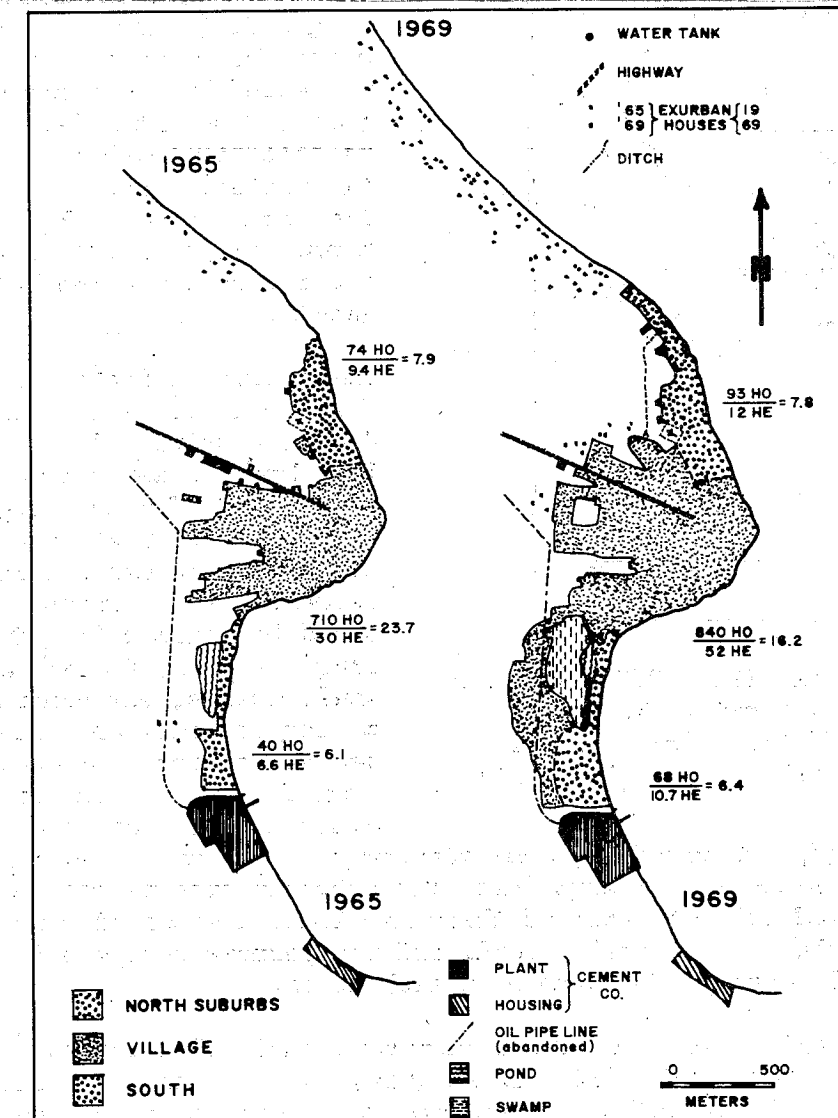 1969
WATER TANK
HIGHWAY
'65 } EXURBAN { 19
69 } HOUSES { 69
DITCH
1965
N
74 HO
9.4 HE = 7.9
93 HO
12 HE = 7.8
710 HO
30 HE = 23.7
840 HO
52 HE = 16.2
40 HO
6.6 HE = 6.1
68 HO
10.7 HE = 6.4
1965
1969
NORTH SUBURBS
VILLAGE
SOUTH
PLANT
HOUSING } CEMENT CO.
OIL PIPE LINE
(abandoned)
POND
SWAMP
0 500
METERS